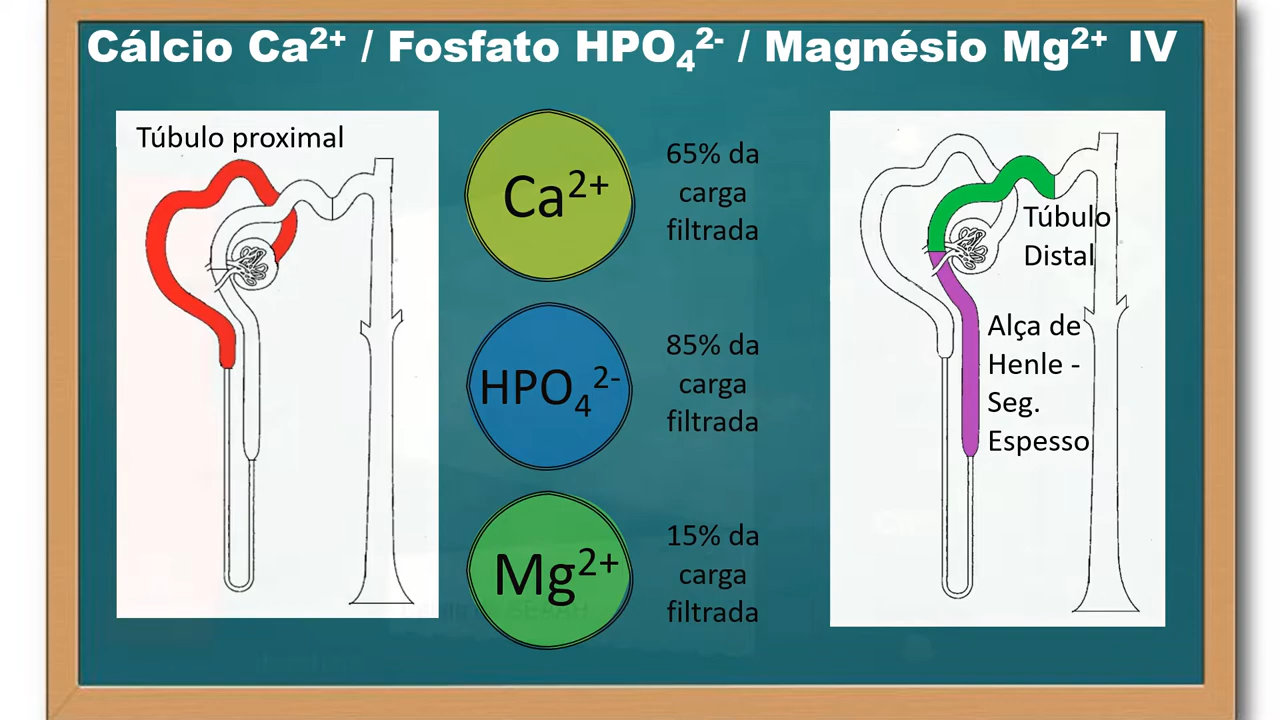 Cálcio Ca²⁺ / Fosfato HPO₄²⁻ / Magnésio Mg²⁺ IV
Túbulo proximal
Ca²⁺
65% da
carga
filtrada
HPO₄²⁻
85% da
carga
filtrada
Mg²⁺
15% da
carga
filtrada
Túbulo
Distal
Alça de
Henle -
Seg.
Espesso